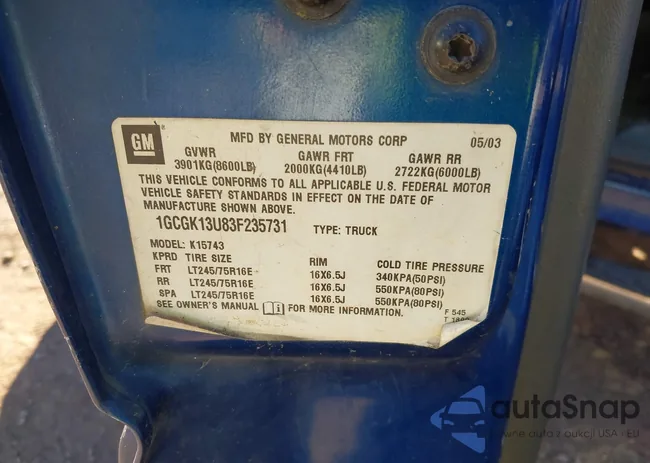 GM
MFD BY GENERAL MOTORS CORP 05/03
GVWR GAWR FRT GAWR RR
3901KG(8600LB) 2000KG(4410LB) 2722KG(6000LB)
THIS VEHICLE CONFORMS TO ALL APPLICABLE U.S. FEDERAL MOTOR
VEHICLE SAFETY STANDARDS IN EFFECT ON THE DATE OF
MANUFACTURE SHOWN ABOVE.
1GCGK13U83F235731 TYPE: TRUCK
MODEL: K15743
KPRD TIRE SIZE RIM COLD TIRE PRESSURE
FRT LT245/75R16E 16X6.5J 340KPA(50PSI)
RR LT245/75R16E 16X6.5J 550KPA(80PSI)
SPA LT245/75R16E 16X6.5J 550KPA(80PSI)
SEE OWNER'S MANUAL FOR MORE INFORMATION. F 545
T
autoSnap
auta z aukcji USA - EU